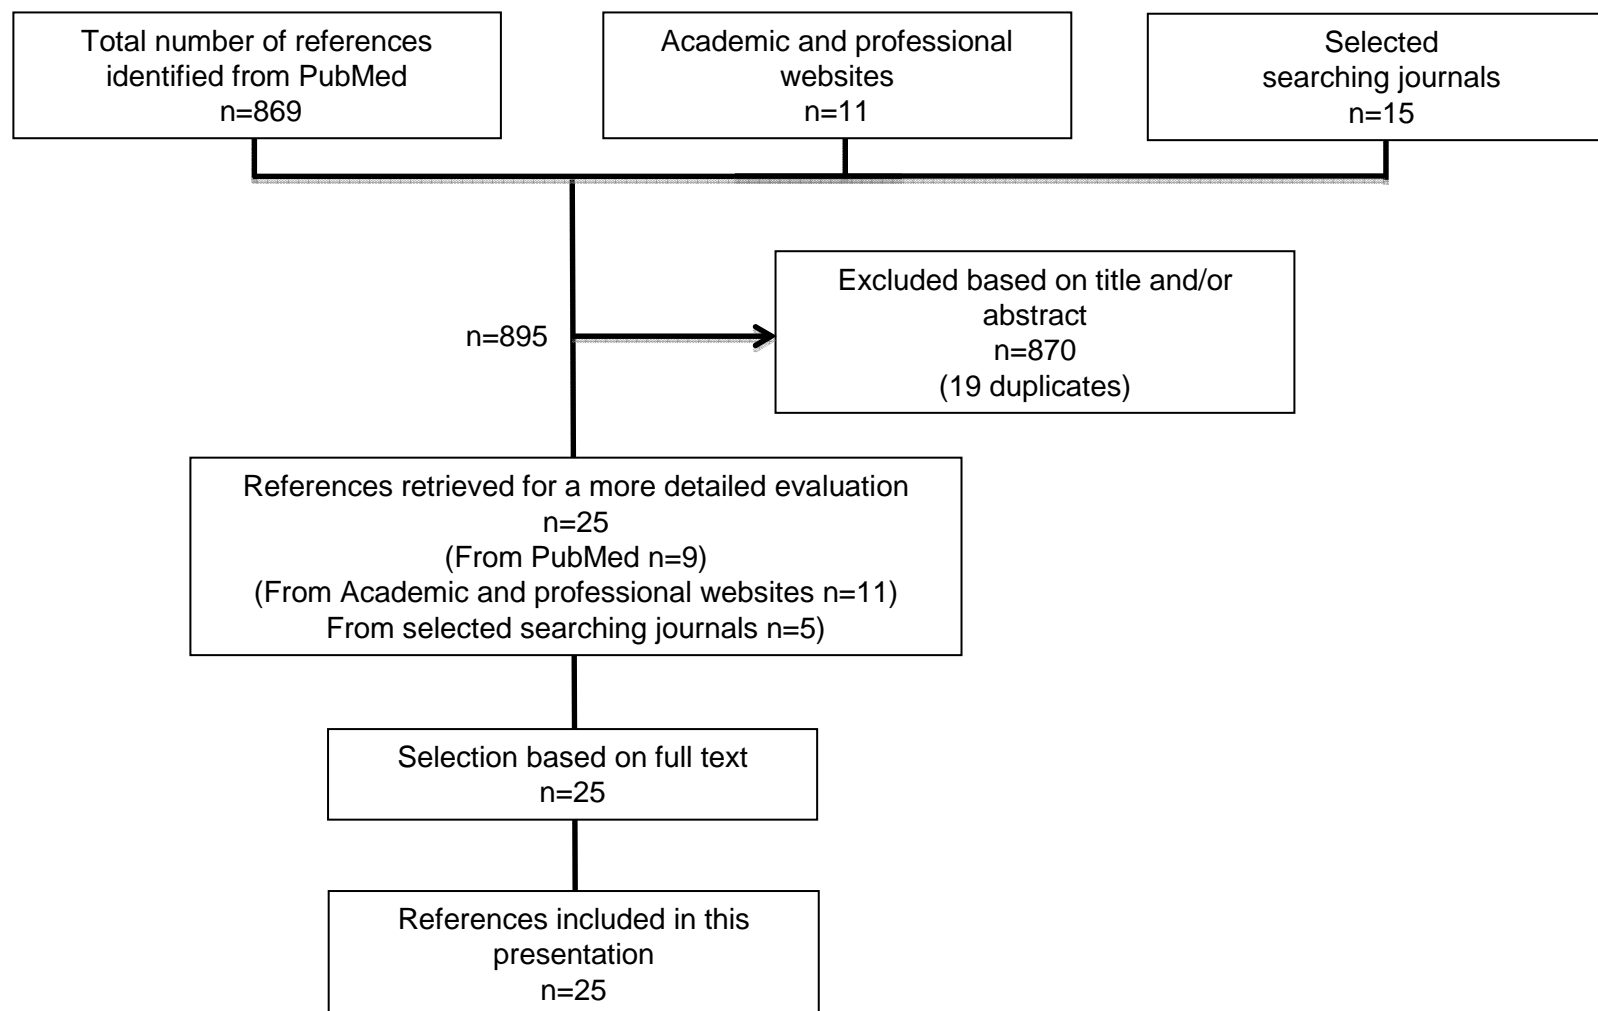 Total number of references
identified from PubMed
n=869
Academic and professional
websites
n=11
Selected
searching journals
n=15
n=895
Excluded based on title and/or
abstract
n=870
(19 duplicates)
References retrieved for a more detailed evaluation
n=25
(From PubMed n=9)
(From Academic and professional websites n=11)
From selected searching journals n=5)
Selection based on full text
n=25
References included in this
presentation
n=25